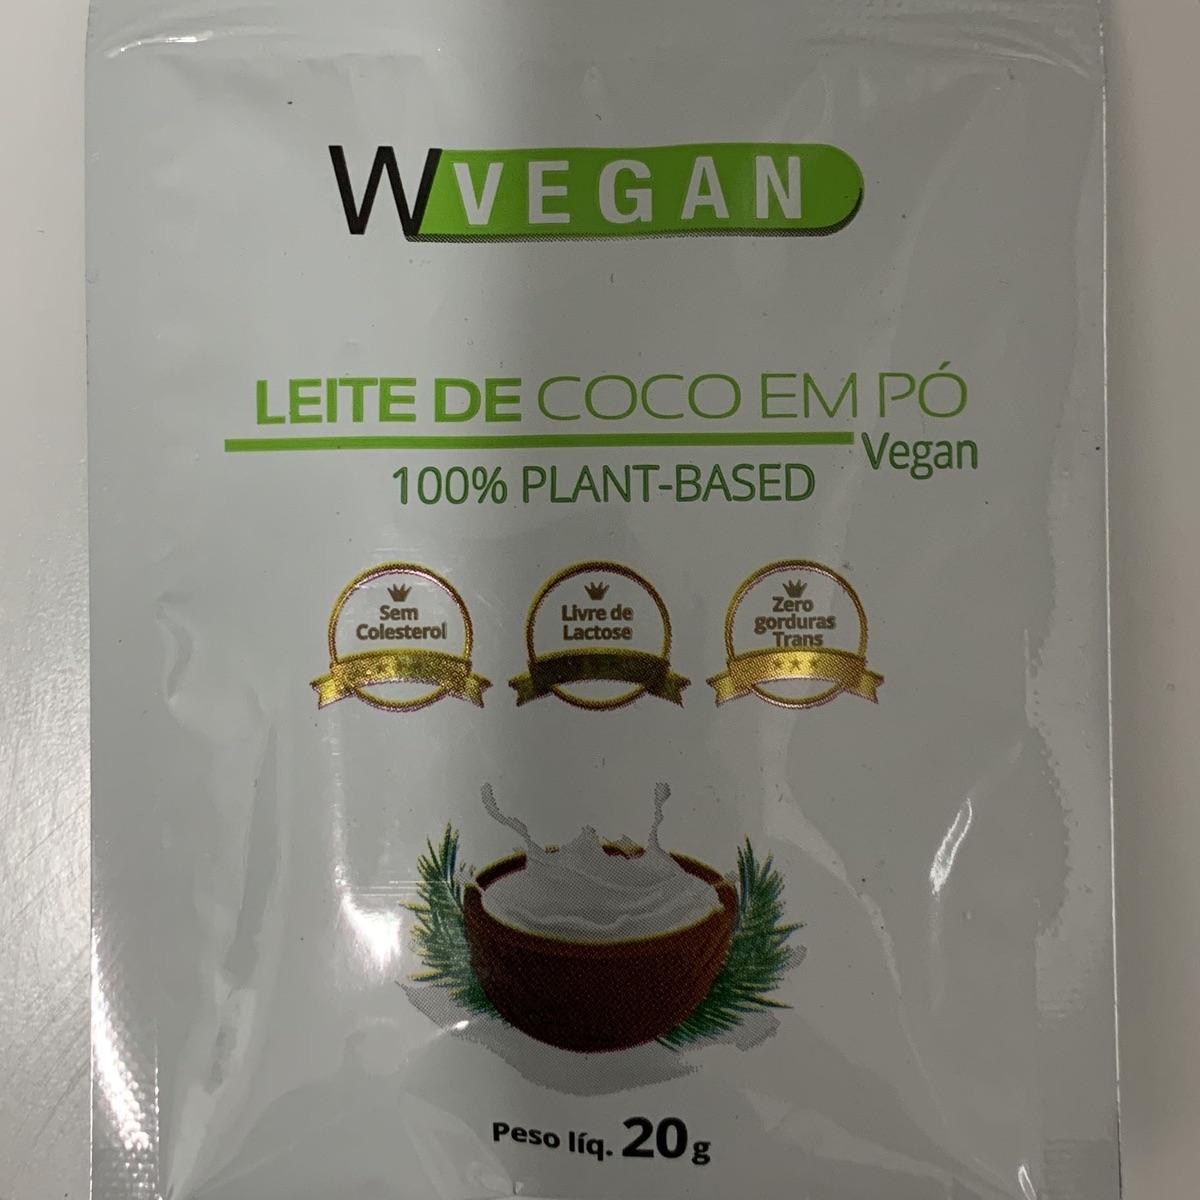 WVEGAN
LEITE DE COCO EM PÓ
Vegan
100% PLANT-BASED
Sem
Colesterol
Livre de
Lactose
Zero
gorduras
Trans
Peso líq. 20g